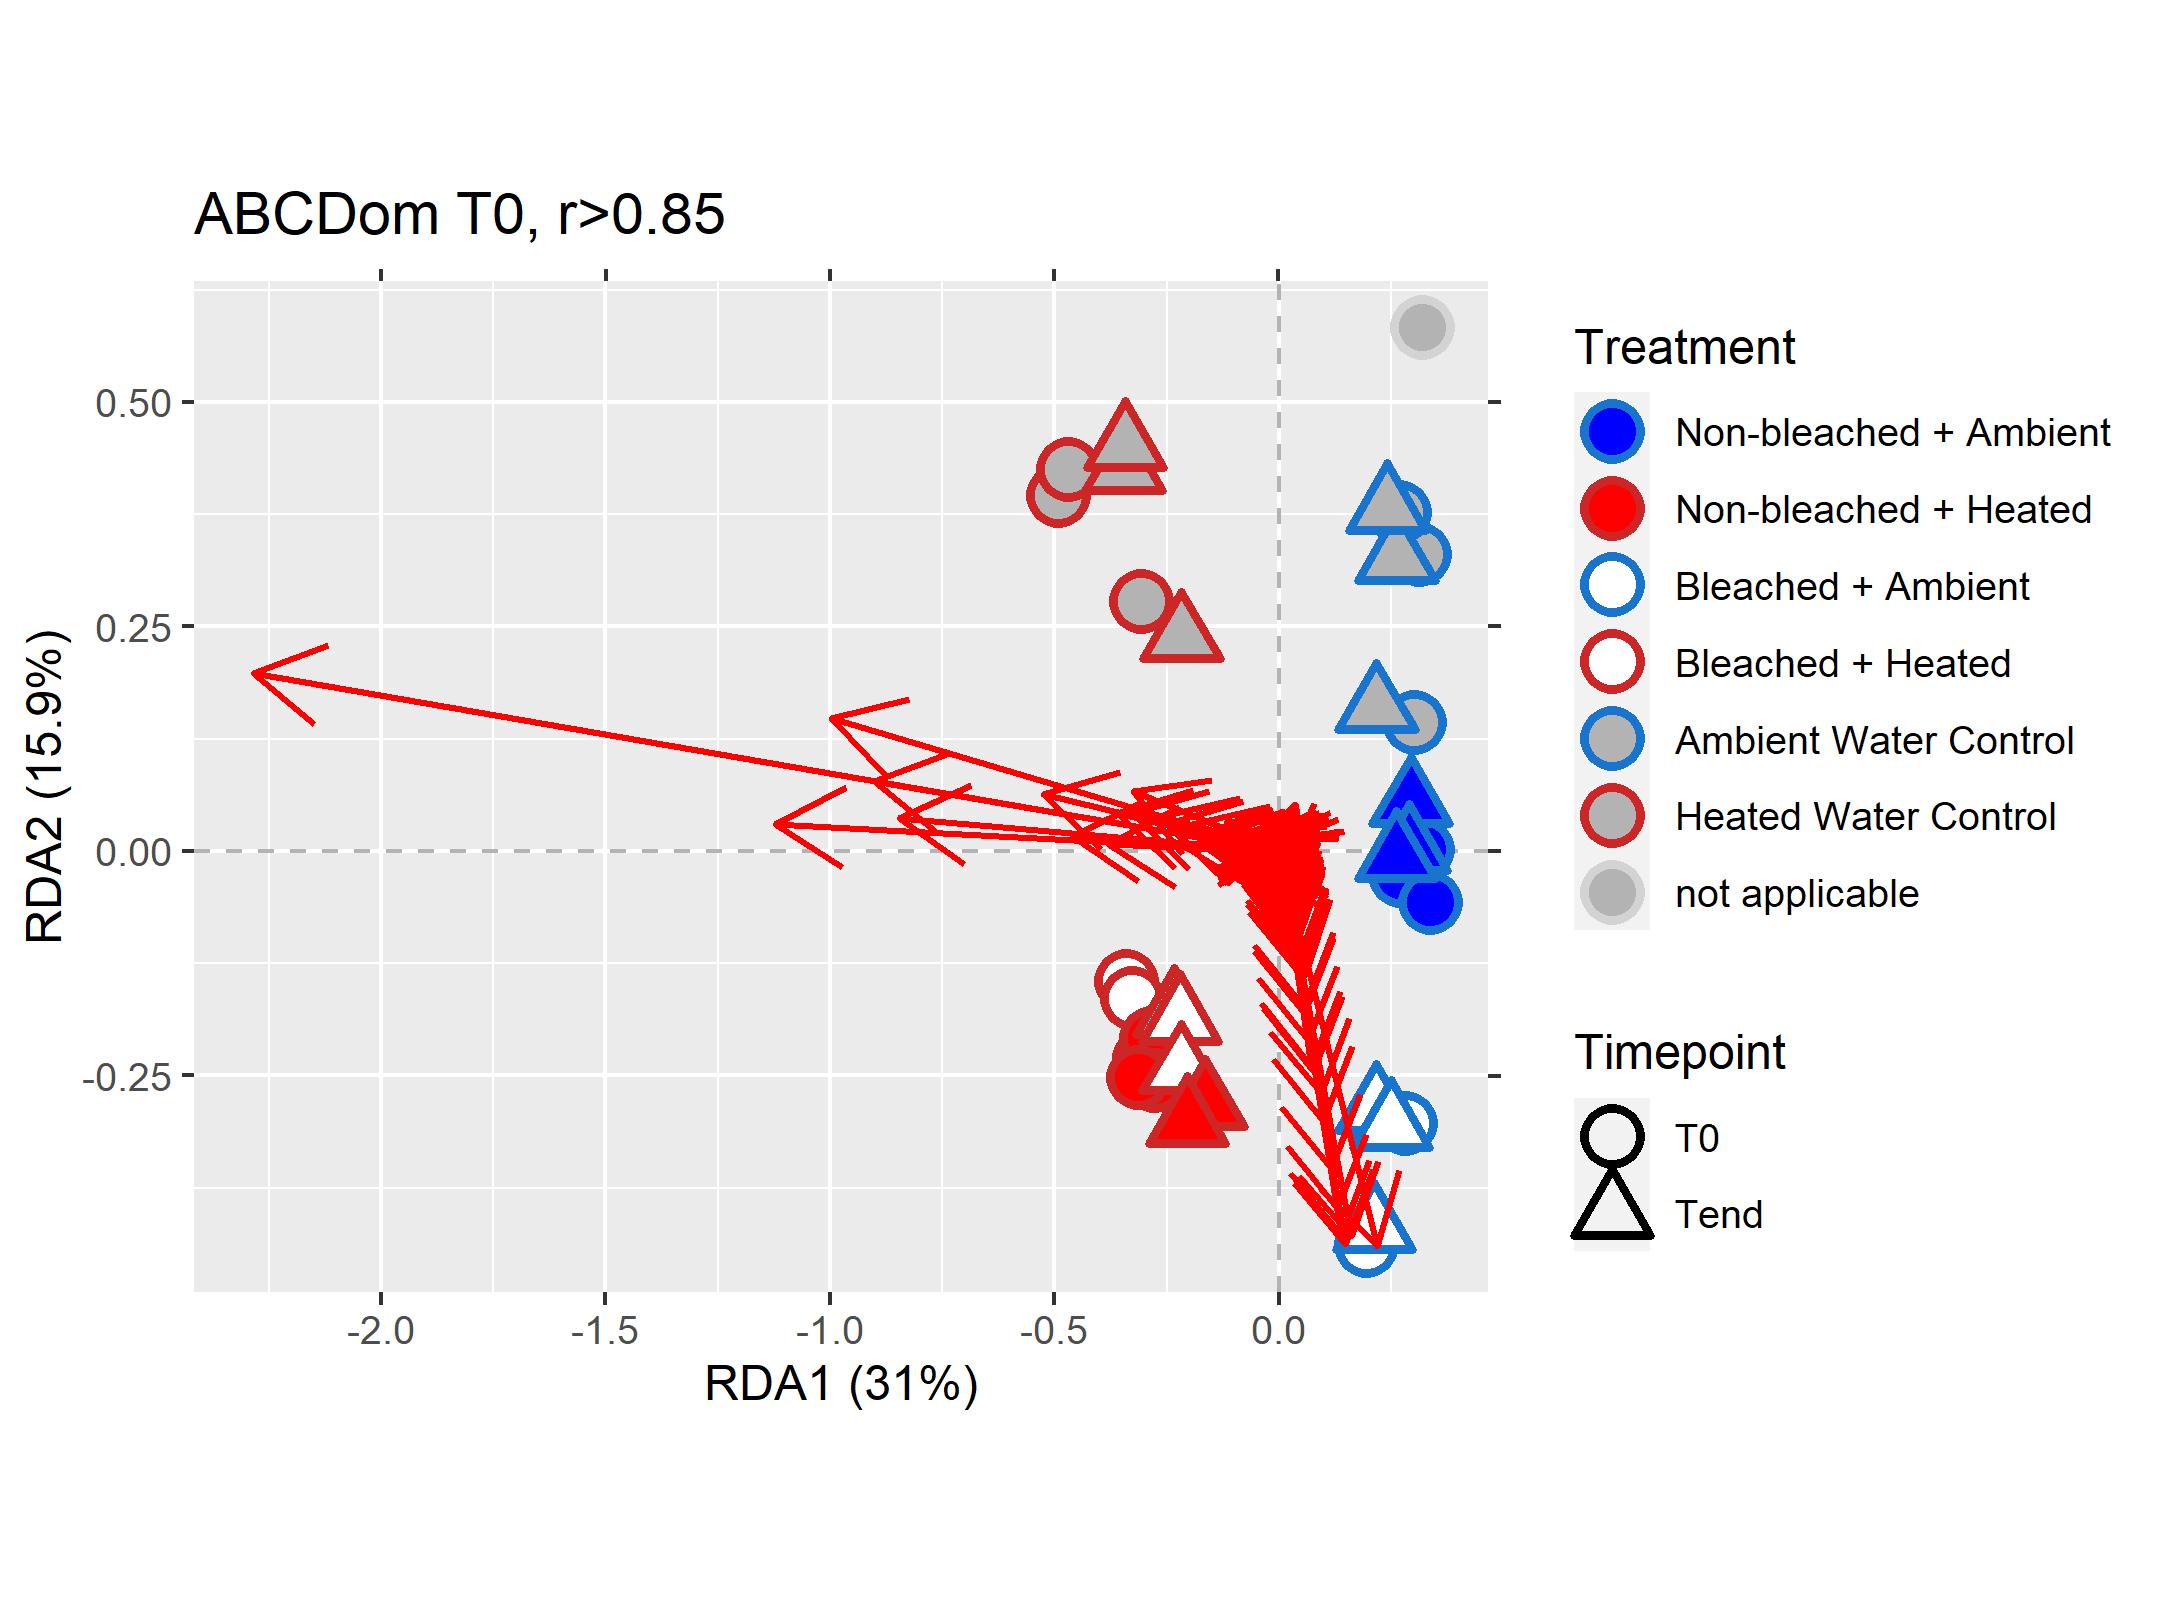 ABCDom T0, r>0.85
RDA2 (15.9%)
0.50
0.25
0.00
-0.25
-2.0
-1.5
-1.0
-0.5
0.0
RDA1 (31%)
Treatment
Non-bleached + Ambient
Non-bleached + Heated
Bleached + Ambient
Bleached + Heated
Ambient Water Control
Heated Water Control
not applicable
Timepoint
T0
Tend